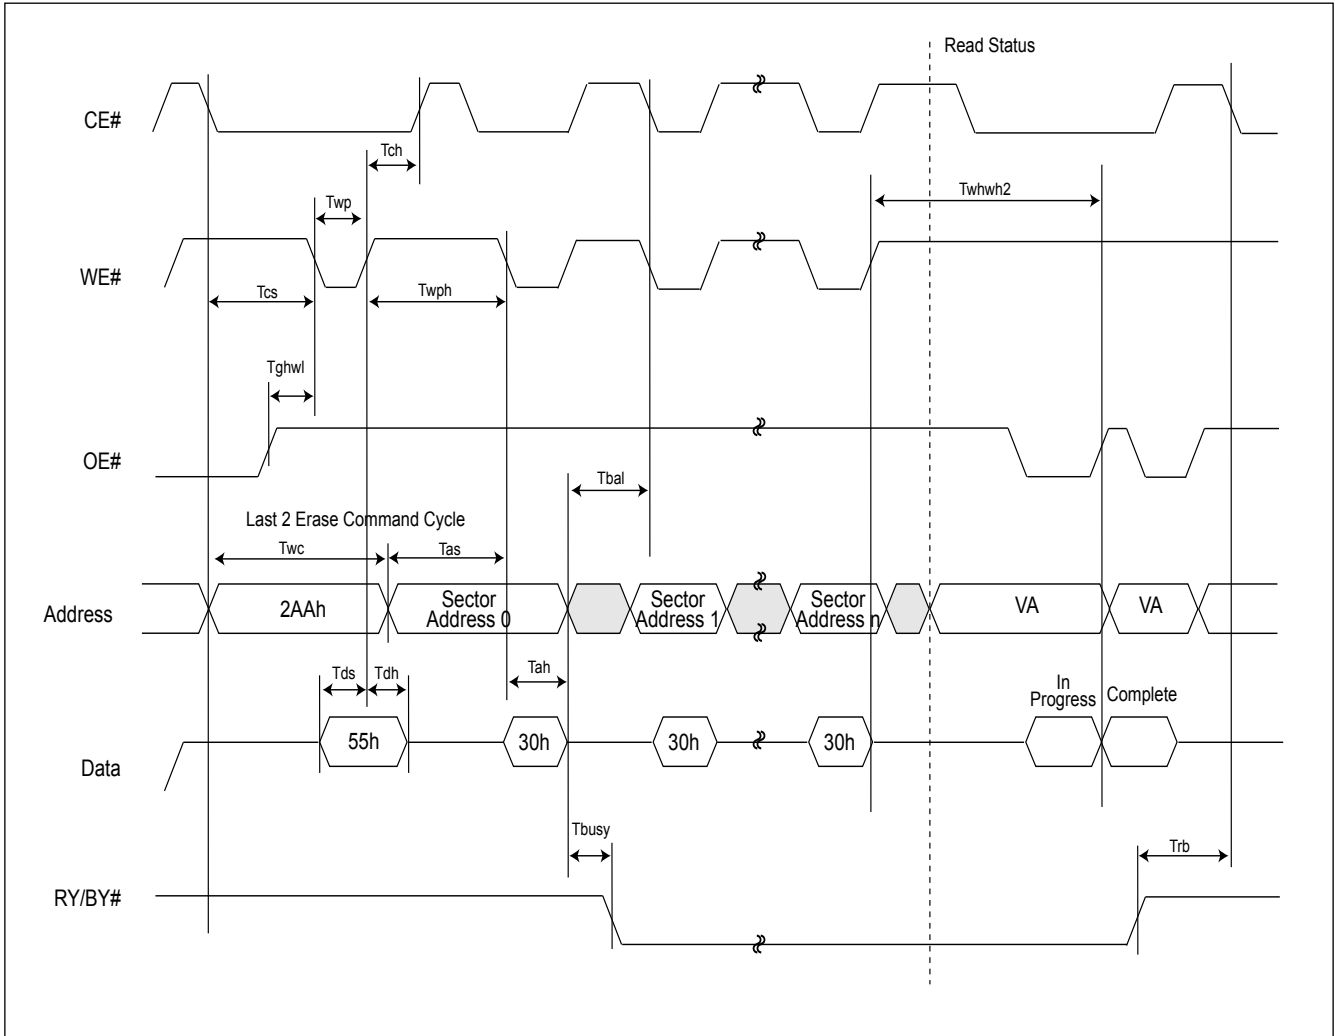 Read Status
CE#
Tch
Twp
Twhwh2
WE#
Tcs
Twph
Tghwl
OE#
Tbal
Last 2 Erase Command Cycle
Twc
Tas
Address
2AAh
Sector
Address 0
Sector
Address 1
Sector
Address n
VA
VA
Tds
Tdh
Tah
In
Progress
Complete
Data
55h
30h
30h
30h
Tbusy
Trb
RY/BY#